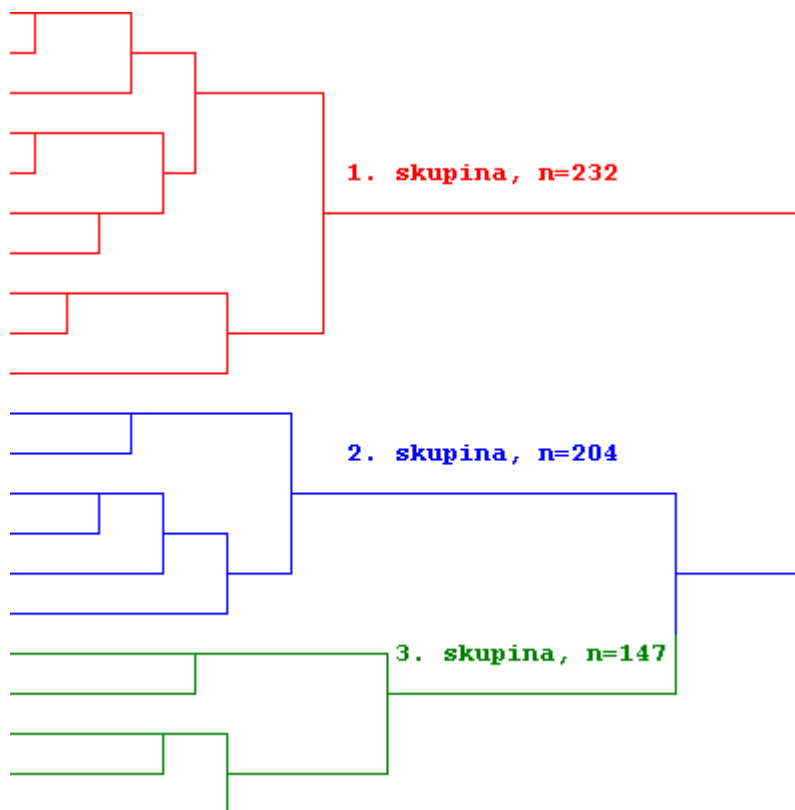 1. skupina, n=232
2. skupina, n=204
3. skupina, n=147